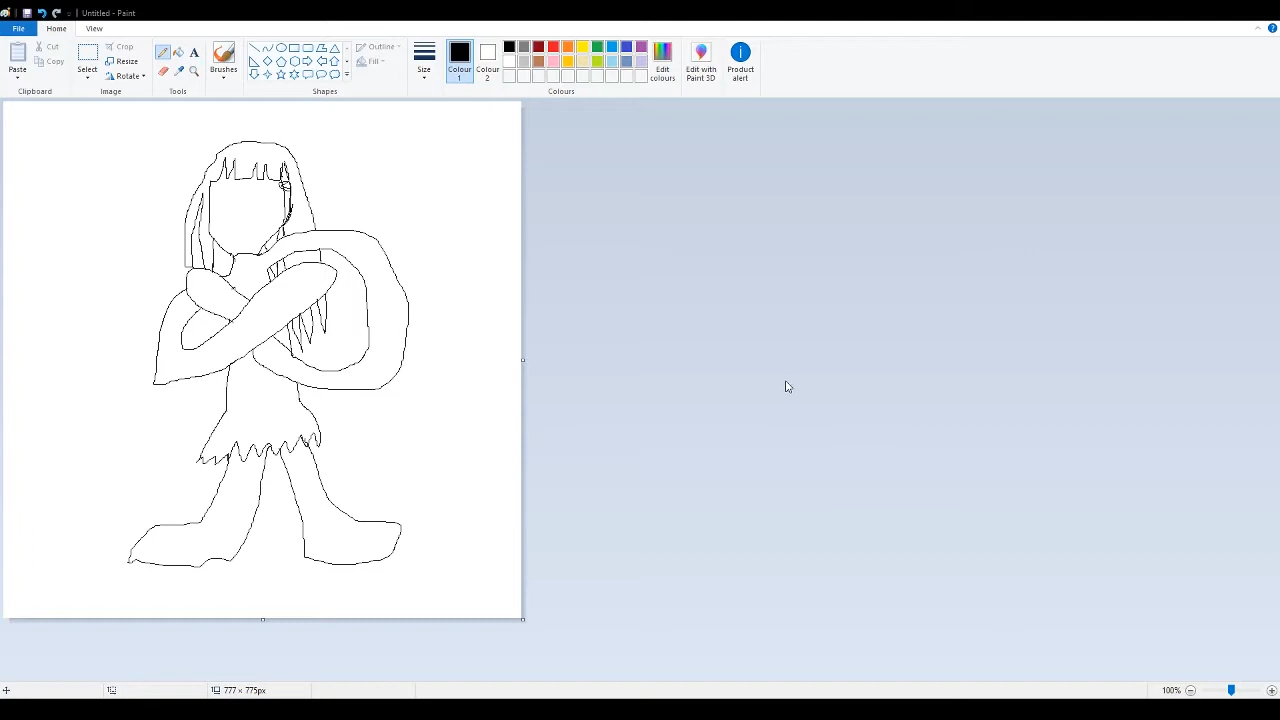 Untitled - Paint
File Home View
Paste
Cut
Copy
Clipboard
Select
Crop
Resize
Rotate
Image
A
Tools
Brushes
Shapes
Outline
Fill
Size
Colour 1
Colour 2
Colours
Edit colours
Edit with Paint 3D
Product alert
777 × 775px
100%